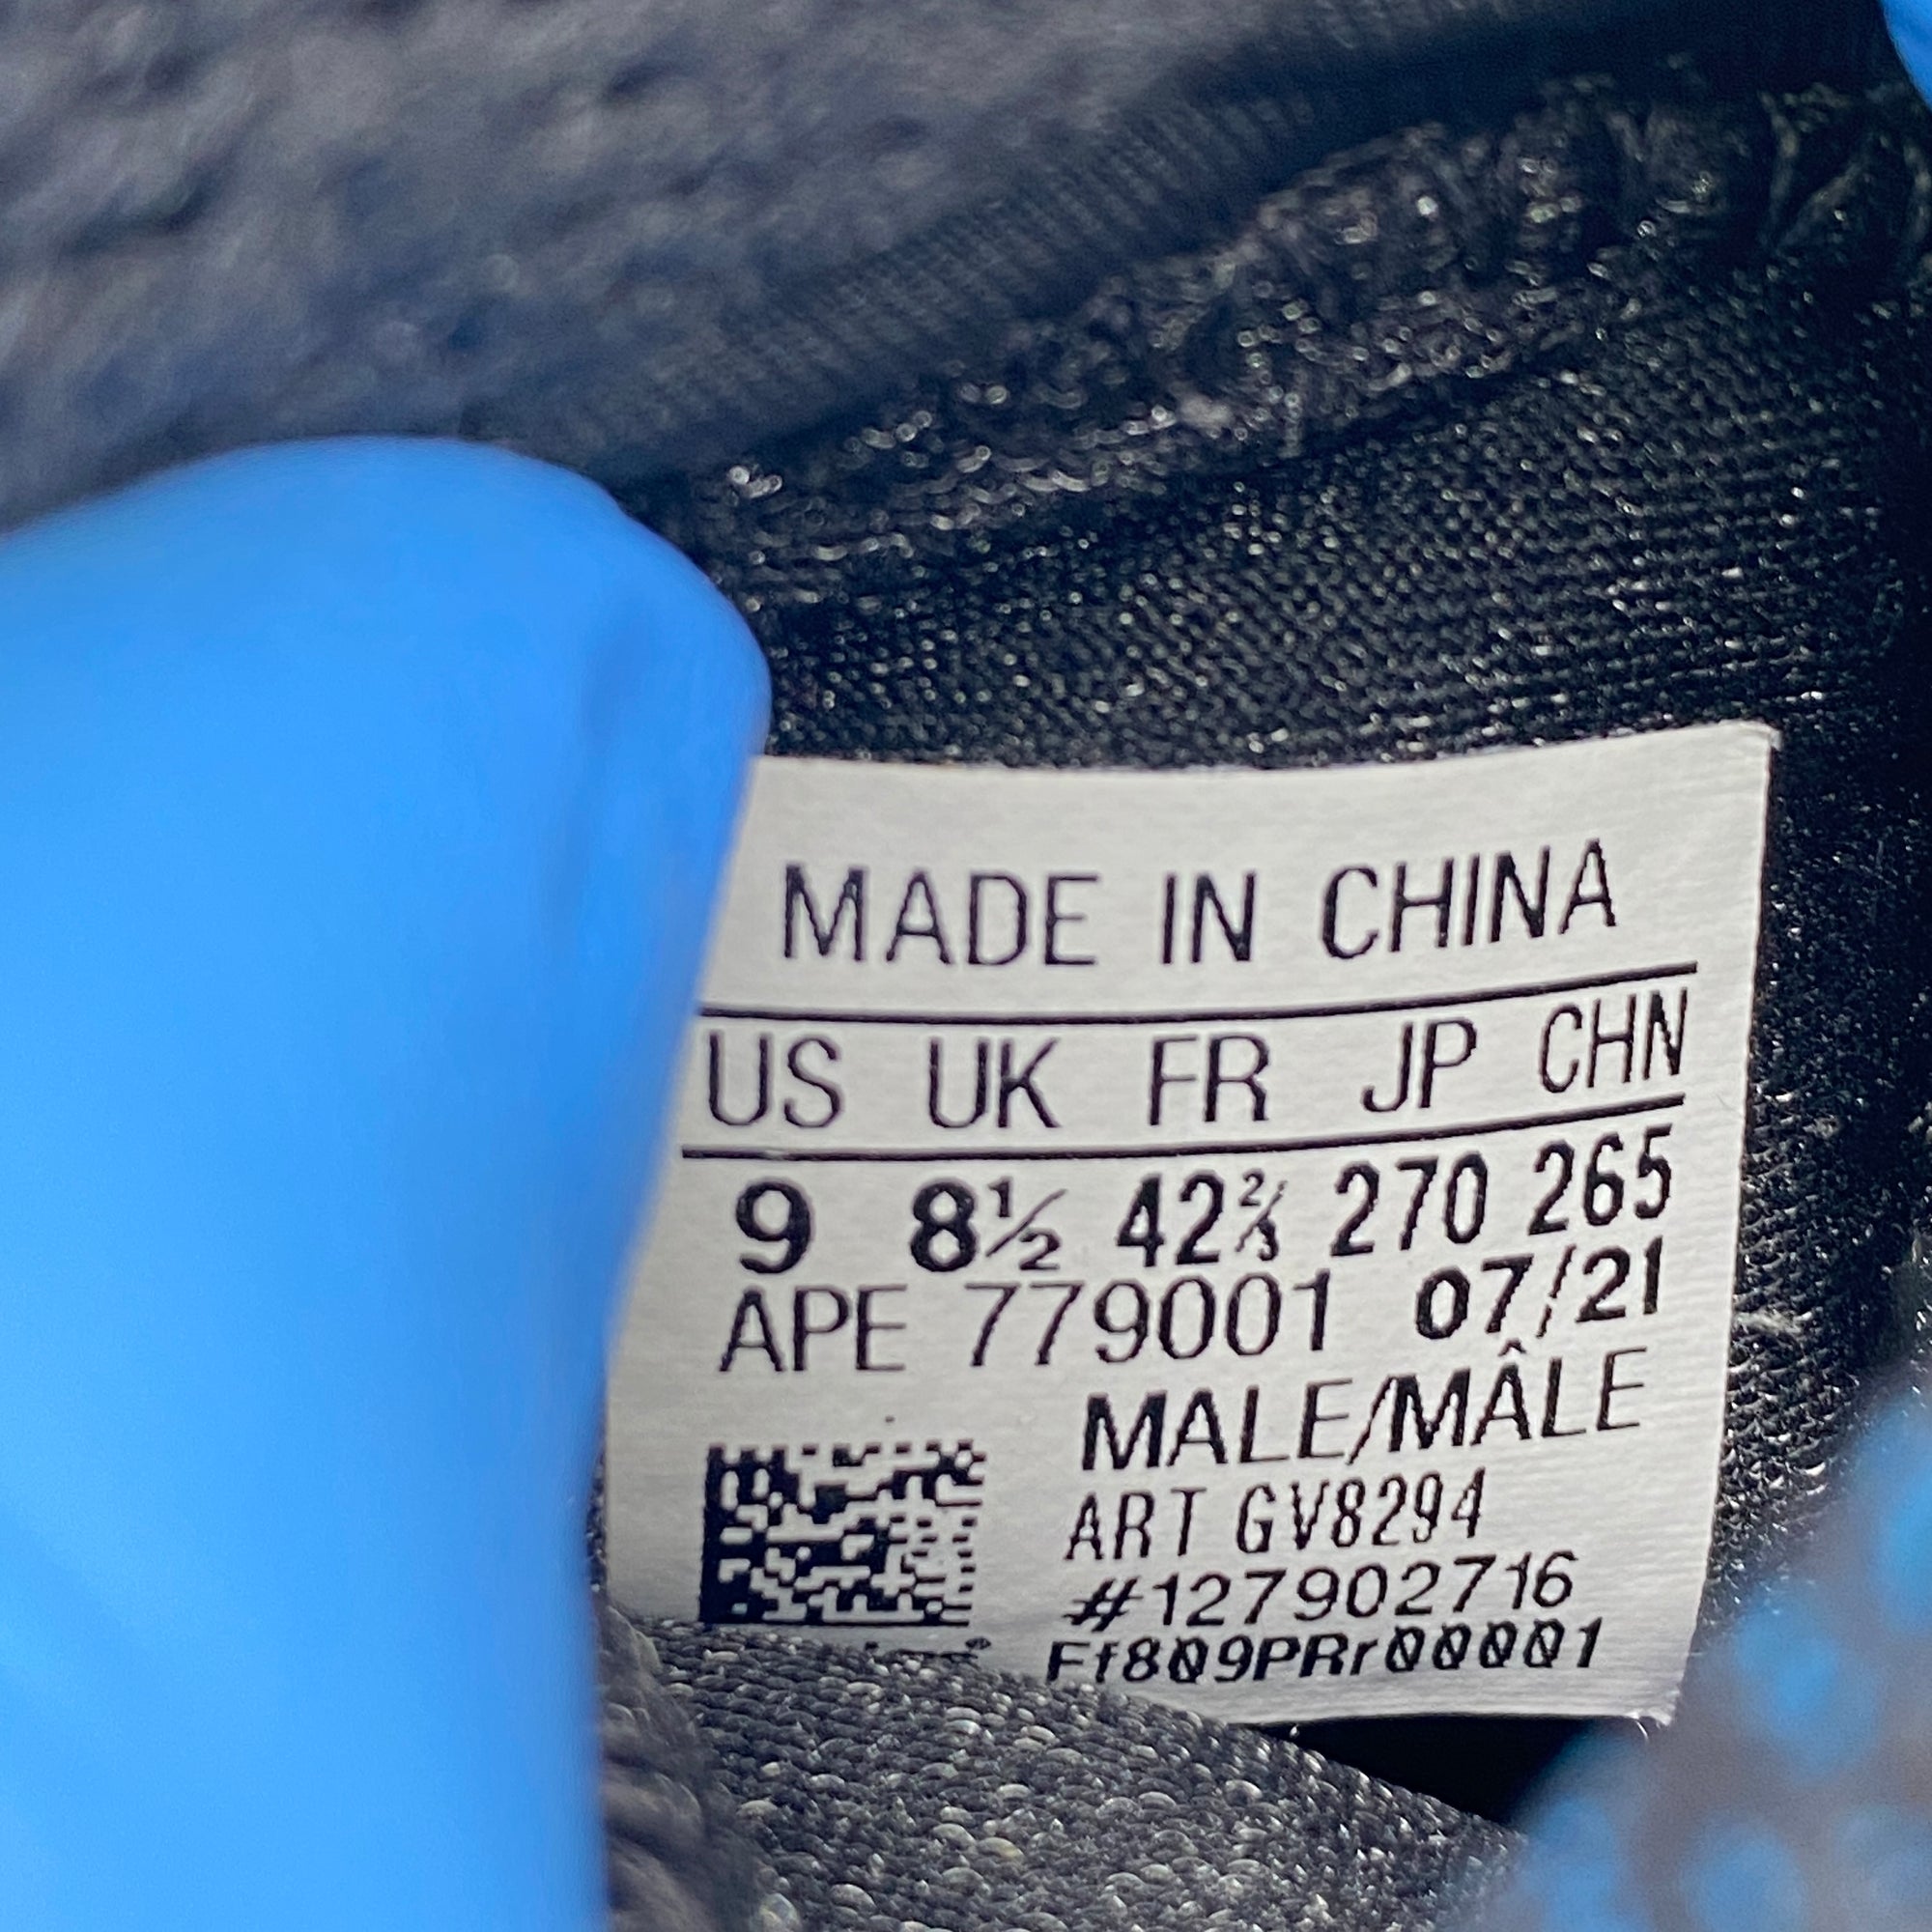 MADE IN CHINA
US UK FR JP CHN
9 8½ 42⅔ 270 265
APE 779001 07/21
MALE/MÂLE
ART GV8294
#127902716
Ff809PRr00001